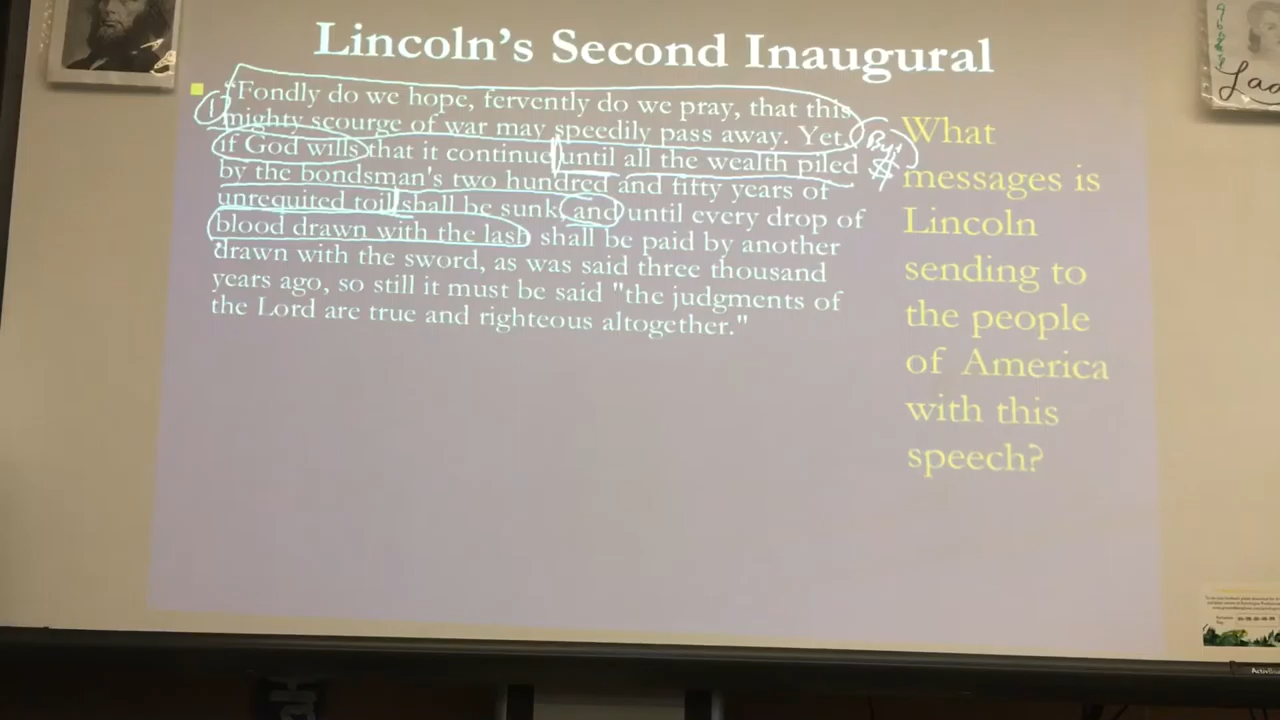 Lincoln's Second Inaugural
"Fondly do we hope, fervently do we pray, that this
mighty scourge of war may speedily pass away. Yet,
if God wills that it continue until all the wealth piled
by the bondsman's two hundred and fifty years of
unrequited toil shall be sunk, and until every drop of
blood drawn with the lash shall be paid by another
drawn with the sword, as was said three thousand
years ago, so still it must be said "the judgments of
the Lord are true and righteous altogether."
1
But
$
What
messages is
Lincoln
sending to
the people
of America
with this
speech?